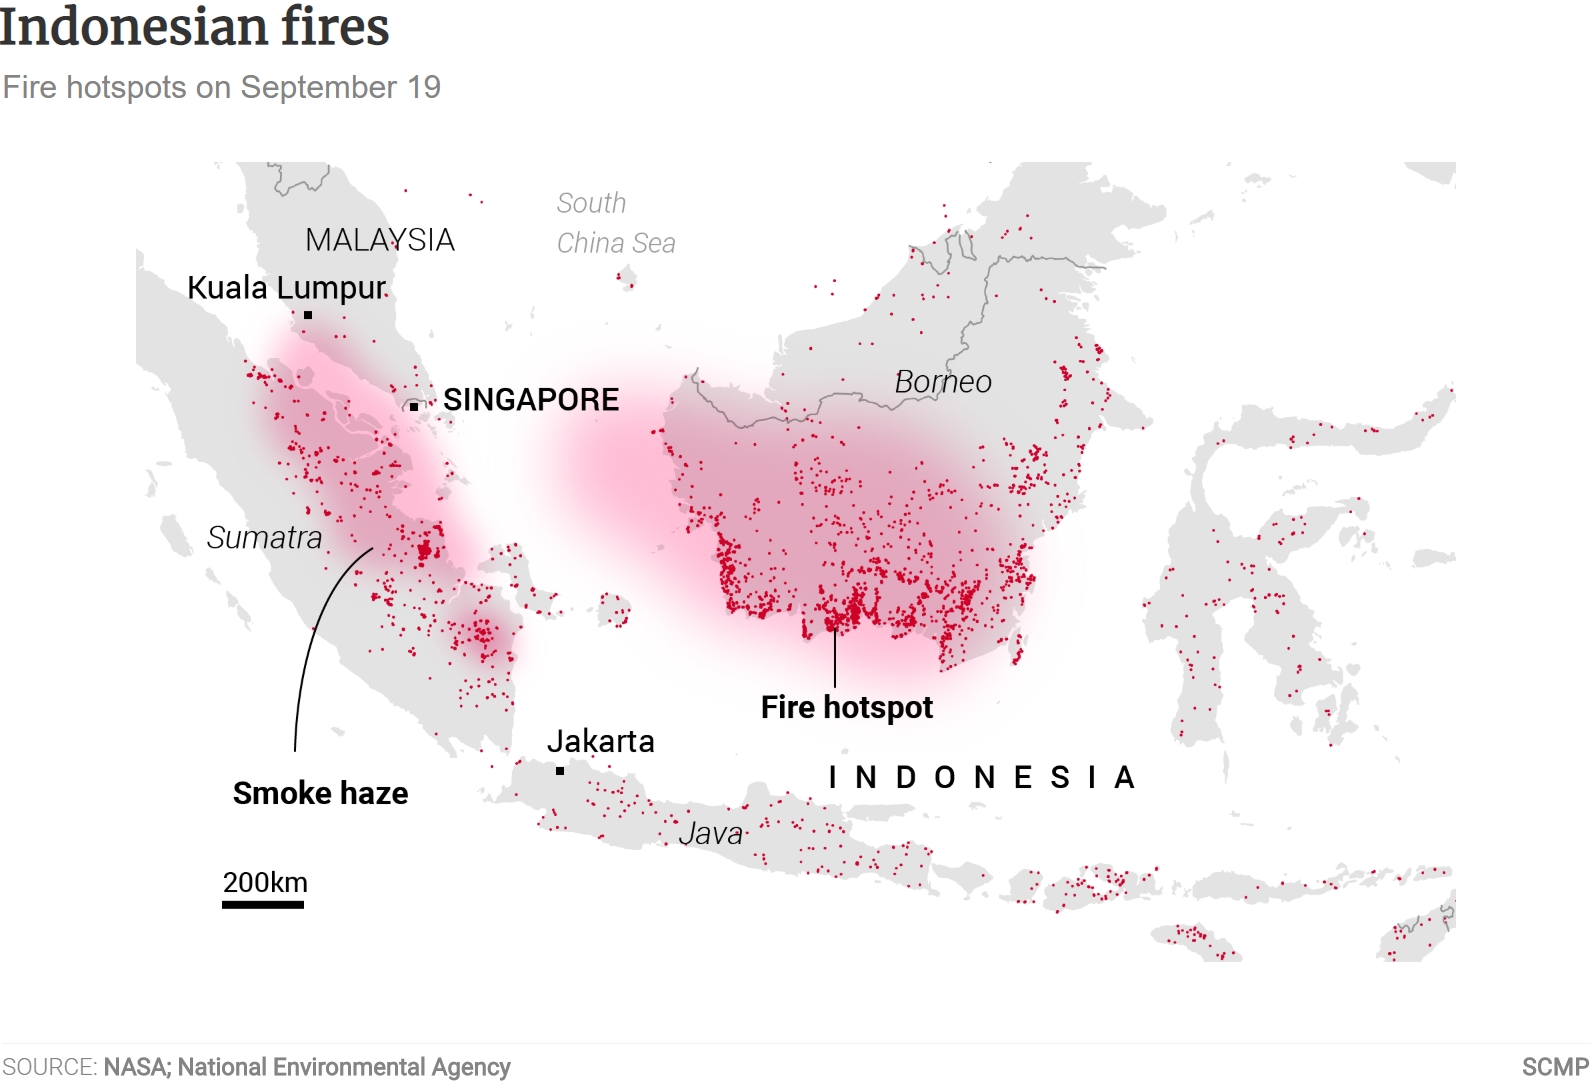 Indonesian fires
Fire hotspots on September 19
South
China Sea
MALAYSIA
Kuala Lumpur
Borneo
SINGAPORE
Sumatra
Fire hotspot
Jakarta
INDONESIA
Smoke haze
Java
200km
SOURCE: NASA; National Environmental Agency
SCMP